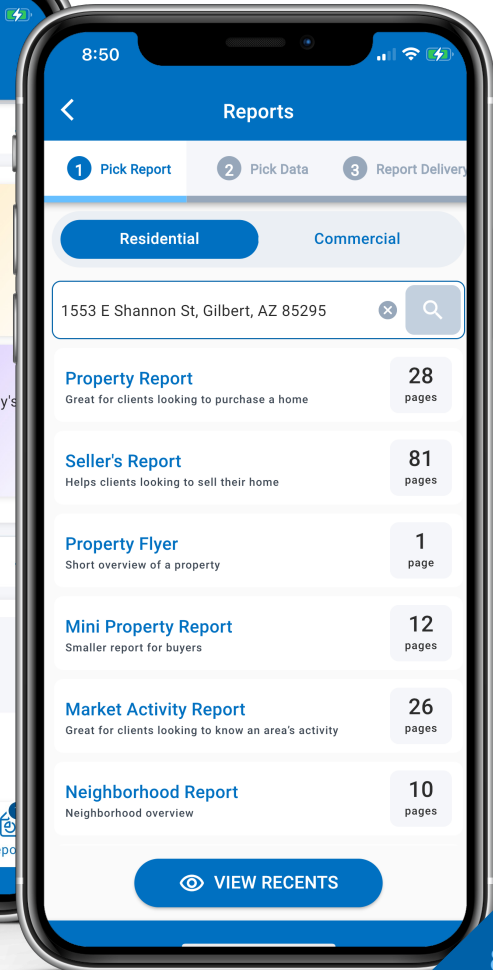 8:50
Reports
1 Pick Report 2 Pick Data 3 Report Delivery
Residential Commercial
1553 E Shannon St, Gilbert, AZ 85295
Property Report
Great for clients looking to purchase a home
28
pages
Seller's Report
Helps clients looking to sell their home
81
pages
Property Flyer
Short overview of a property
1
page
Mini Property Report
Smaller report for buyers
12
pages
Market Activity Report
Great for clients looking to know an area's activity
26
pages
Neighborhood Report
Neighborhood overview
10
pages
VIEW RECENTS
y's